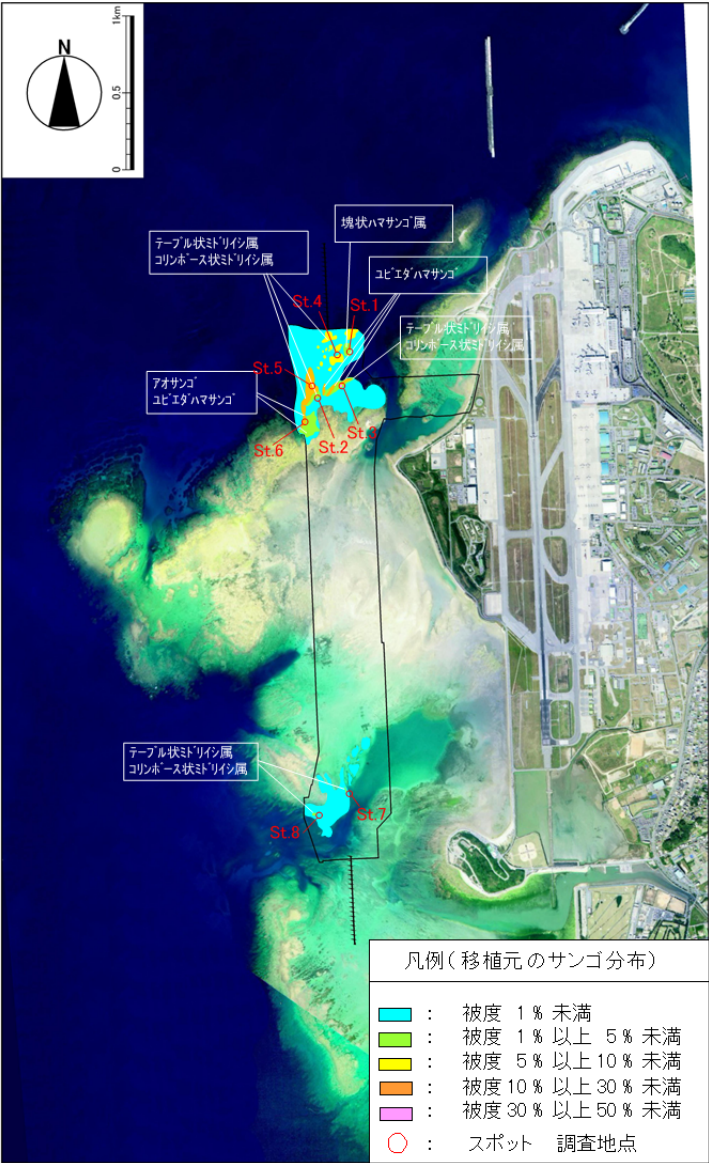 N
1km
0.5
0
塊状ハマサンゴ属
テーブル状ミドリイシ属
コリンボース状ミドリイシ属
ユビエダハマサンゴ
St.4
St.1
テーブル状ミドリイシ属
コリンボース状ミドリイシ属
St.5
アオサンゴ
ユビエダハマサンゴ
St.3
St.2
St.6
テーブル状ミドリイシ属
コリンボース状ミドリイシ属
St.7
St.8
凡例(移植元のサンゴ分布)
: 被度 1% 未満
: 被度 1% 以上 5% 未満
: 被度 5% 以上10% 未満
: 被度10% 以上30% 未満
: 被度30% 以上50% 未満
: スポット 調査地点